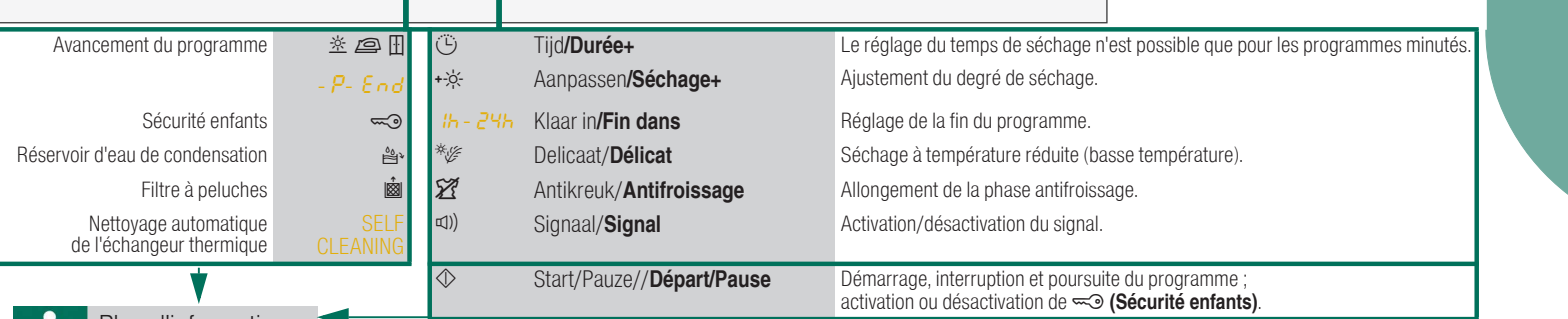 Avancement du programme
- P - End
Sécurité enfants
Réservoir d'eau de condensation
Filtre à peluches
Nettoyage automatique
de l'échangeur thermique
SELF
CLEANING
Tijd/Durée+ Le réglage du temps de séchage n'est possible que pour les programmes minutés.
Aanpassen/Séchage+ Ajustement du degré de séchage.
1h - 24h Klaar in/Fin dans Réglage de la fin du programme.
Delicaat/Délicat Séchage à température réduite (basse température).
Antikreuk/Antifroissage Allongement de la phase antifroissage.
Signaal/Signal Activation/désactivation du signal.
Start/Pauze//Départ/Pause Démarrage, interruption et poursuite du programme ;
activation ou désactivation de (Sécurité enfants).